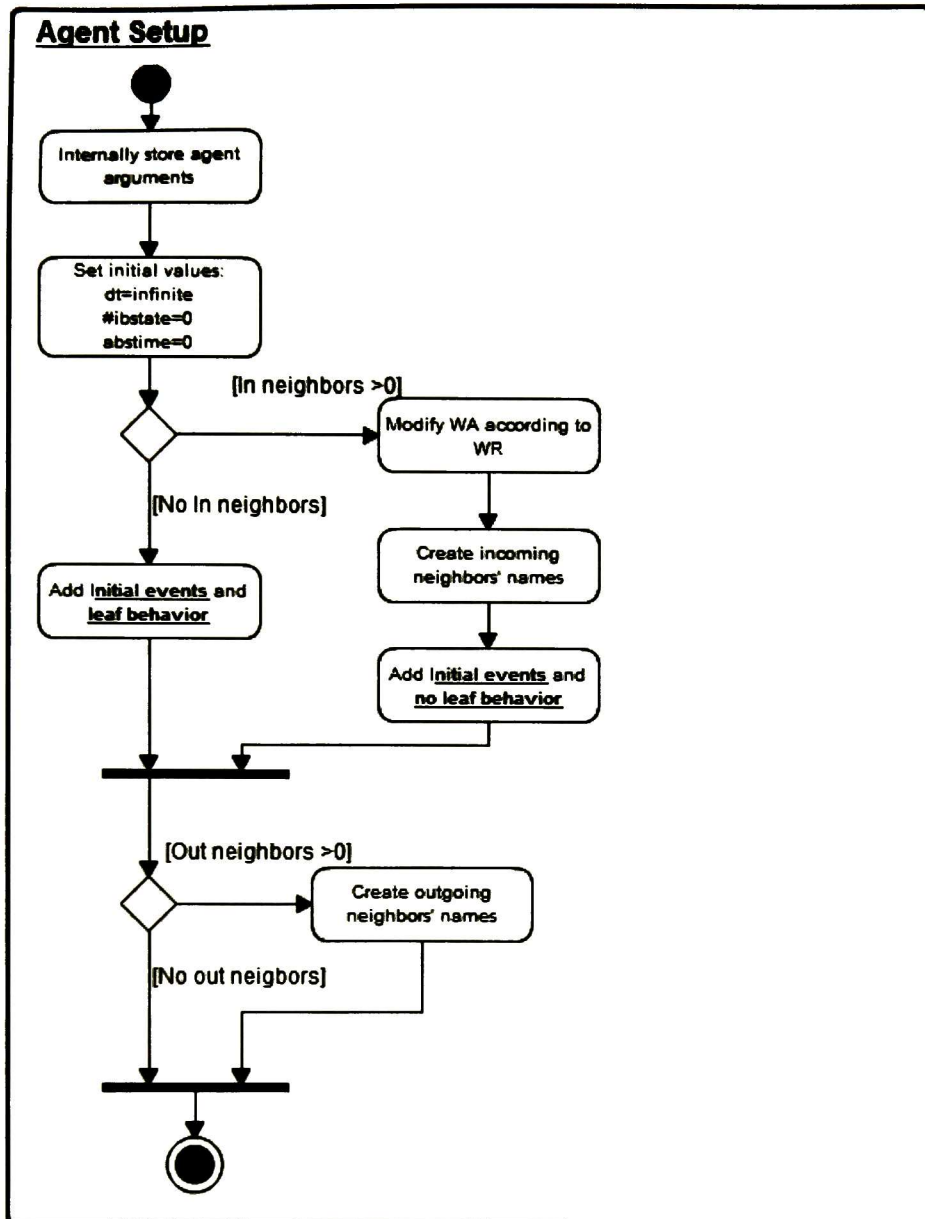 Agent Setup
Internally store agent
arguments
Set initial values:
dt=infinite
#ibstate=0
abstime=0
[In neighbors >0]
Modify WA according to
WR
[No In neighbors]
Create incoming
neighbors' names
Add Initial events and
leaf behavior
Add Initial events and
no leaf behavior
[Out neighbors >0]
Create outgoing
neighbors' names
[No out neigbors]